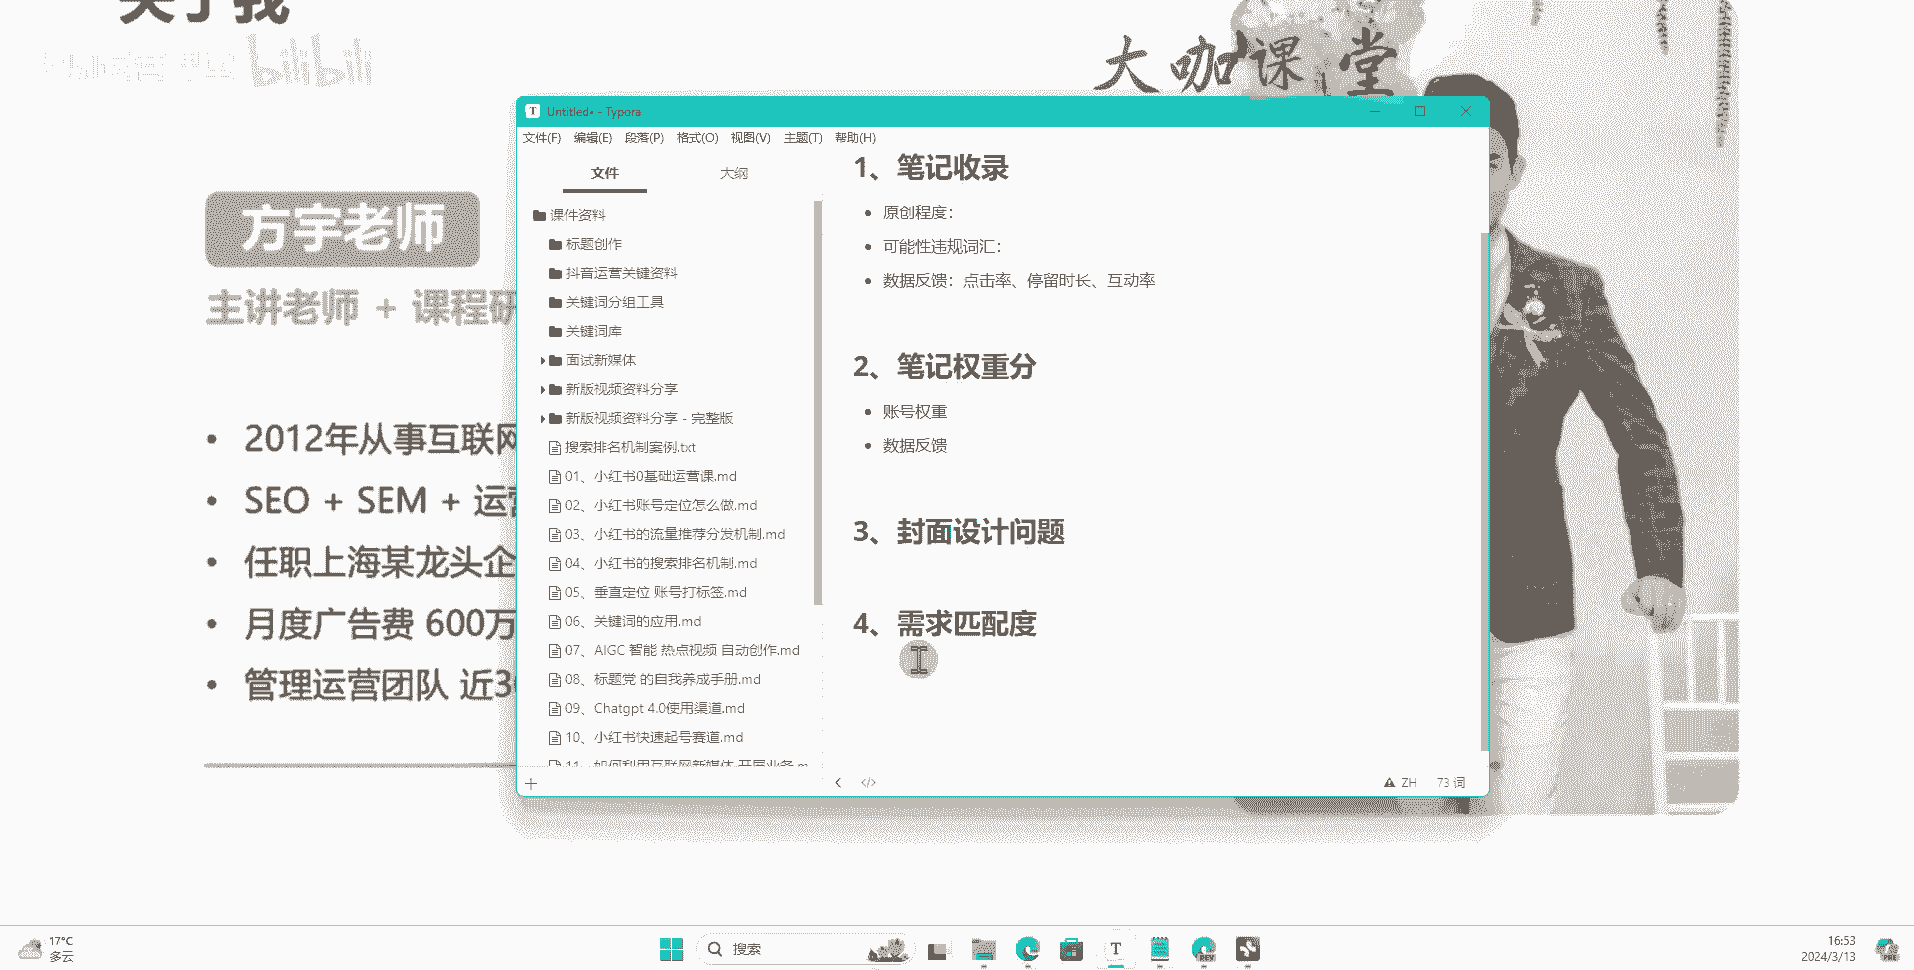 关于我
bilibili
大咖课堂
方宇老师
主讲老师 + 课程研
2012年从事互联网
SEO + SEM + 运营
任职上海某龙头企
月度广告费 600万
管理运营团队 近30
Untitled• - Typora
文件(F) 编辑(E) 段落(P) 格式(O) 视图(V) 主题(T) 帮助(H)
文件 大纲
课件资料
标题创作
抖音运营关键资料
关键词分组工具
关键词库
面试新媒体
新版视频资料分享
新版视频资料分享 - 完整版
搜索排名机制案例.txt
01、小红书0基础运营课.md
02、小红书账号定位怎么做.md
03、小红书的流量推荐分发机制.md
04、小红书的搜索排名机制.md
05、垂直定位 账号打标签.md
06、关键词的应用.md
07、AIGC 智能 热点视频 自动创作.md
08、标题党 的自我养成手册.md
09、Chatgpt 4.0使用渠道.md
10、小红书快速起号赛道.md
11、如何利用互联网新媒体 开展业务.m
1、笔记收录
原创程度：
可能性违规词汇：
数据反馈：点击率、停留时长、互动率
2、笔记权重分
账号权重
数据反馈
3、封面设计问题
4、需求匹配度
ZH 73 词
17°C
多云
搜索
16:53
2024/3/13